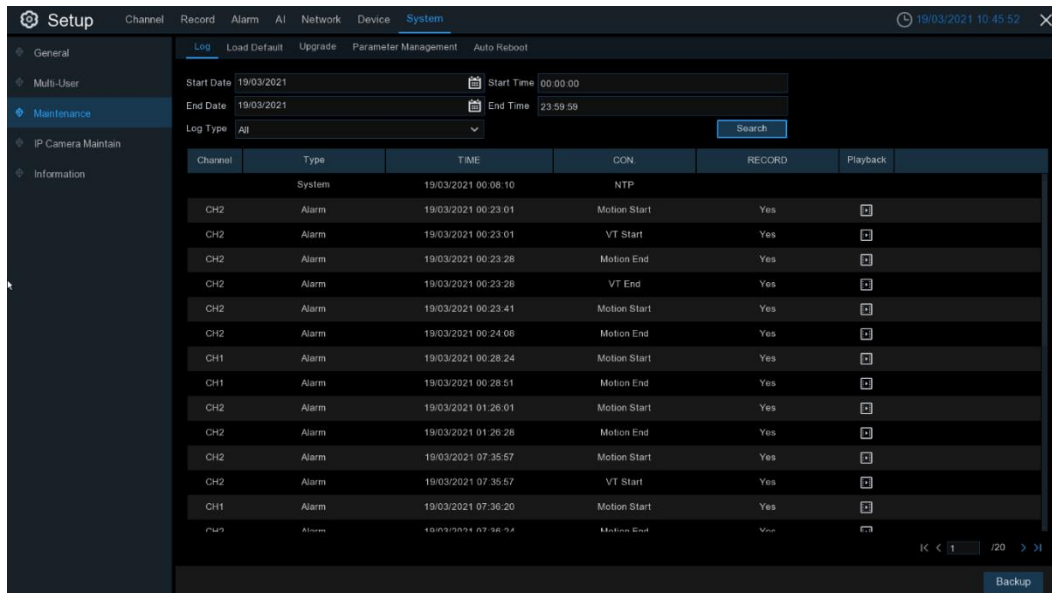 Setup Channel Record Alarm AI Network Device System 19/03/2021 10:45:52
General
Multi-User
Maintenance
IP Camera Maintain
Information
Log Load Default Upgrade Parameter Management Auto Reboot
Start Date 19/03/2021 Start Time 00:00:00
End Date 19/03/2021 End Time 23:59:59
Log Type All Search
Channel Type TIME CON. RECORD Playback
System 19/03/2021 00:08:10 NTP
CH2 Alarm 19/03/2021 00:23:01 Motion Start Yes
CH2 Alarm 19/03/2021 00:23:01 VT Start Yes
CH2 Alarm 19/03/2021 00:23:28 Motion End Yes
CH2 Alarm 19/03/2021 00:23:28 VT End Yes
CH2 Alarm 19/03/2021 00:23:41 Motion Start Yes
CH2 Alarm 19/03/2021 00:24:08 Motion End Yes
CH1 Alarm 19/03/2021 00:28:24 Motion Start Yes
CH1 Alarm 19/03/2021 00:28:51 Motion End Yes
CH2 Alarm 19/03/2021 01:26:01 Motion Start Yes
CH2 Alarm 19/03/2021 01:26:28 Motion End Yes
CH2 Alarm 19/03/2021 07:35:57 Motion Start Yes
CH2 Alarm 19/03/2021 07:35:57 VT Start Yes
CH1 Alarm 19/03/2021 07:36:20 Motion Start Yes
CH2 Alarm 19/03/2021 07:36:24 Motion End Yes
1 /20
Backup